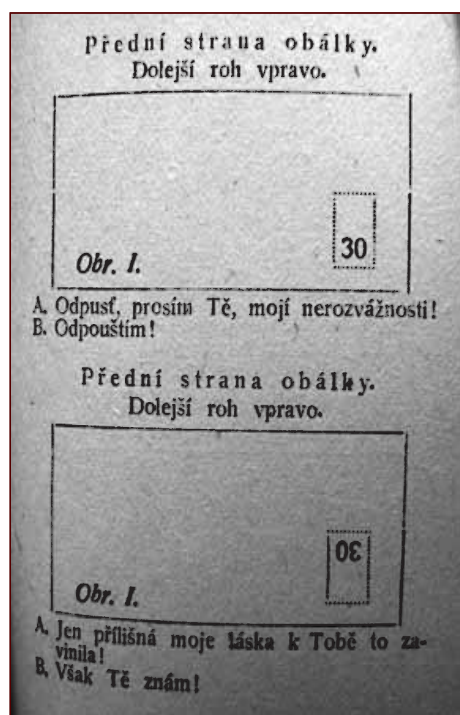 Přední strana obálky.
Dolejší roh vpravo.
30
Obr. I.
A. Odpusť, prosím Tě, mojí nerozvážnosti!
B. Odpouštím!
Přední strana obálky.
Dolejší roh vpravo.
30
Obr. I.
A. Jen přílišná moje láska k Tobě to za-
vinila!
B. Však Tě znám!